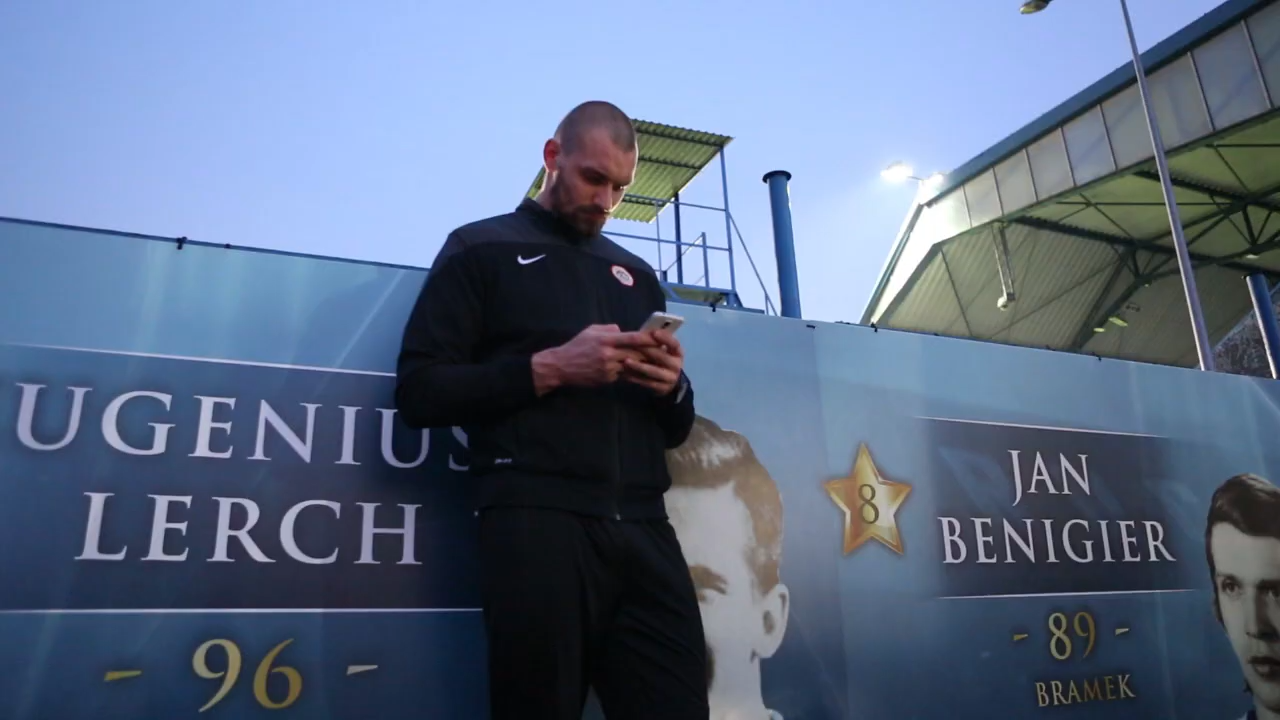 UGENIUS
LERCH
- 96 -
8
JAN
BENIGIER
- 89 -
BRAMEK